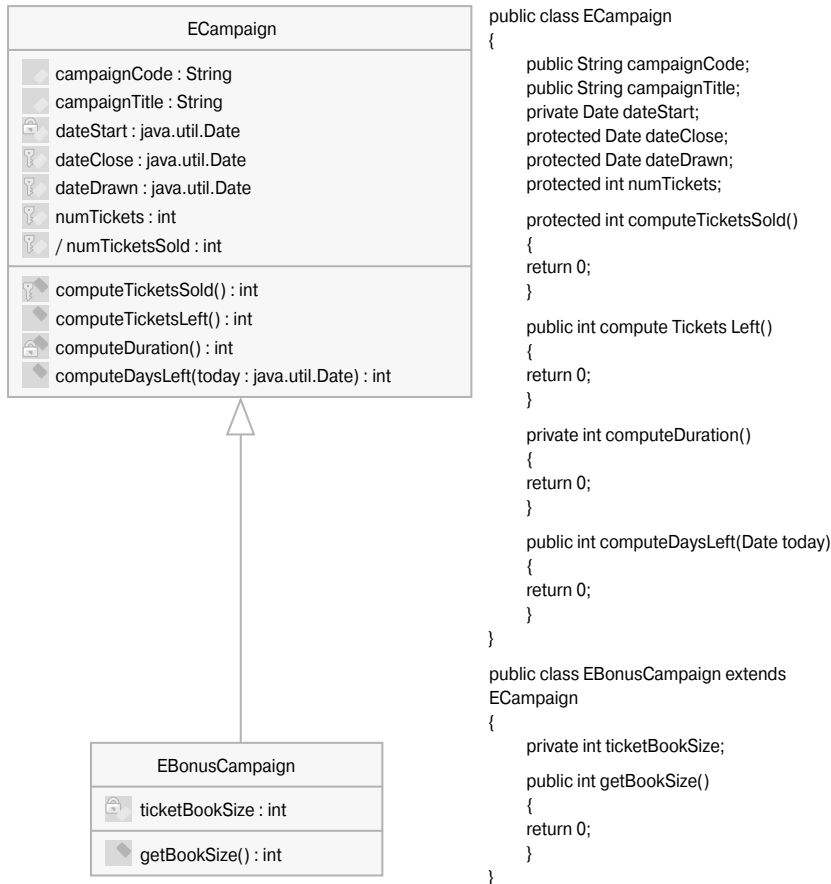 ECampaign
campaignCode : String
campaignTitle : String
dateStart : java.util.Date
dateClose : java.util.Date
dateDrawn : java.util.Date
numTickets : int
/ numTicketsSold : int
computeTicketsSold() : int
computeTicketsLeft() : int
computeDuration() : int
computeDaysLeft(today : java.util.Date) : int
EBonusCampaign
ticketBookSize : int
getBookSize() : int
public class ECampaign
{
public String campaignCode;
public String campaignTitle;
private Date dateStart;
protected Date dateClose;
protected Date dateDrawn;
protected int numTickets;
protected int computeTicketsSold()
{
return 0;
}
public int compute Tickets Left()
{
return 0;
}
private int computeDuration()
{
return 0;
}
public int computeDaysLeft(Date today)
{
return 0;
}
}
public class EBonusCampaign extends
ECampaign
{
private int ticketBookSize;
public int getBookSize()
{
return 0;
}
}